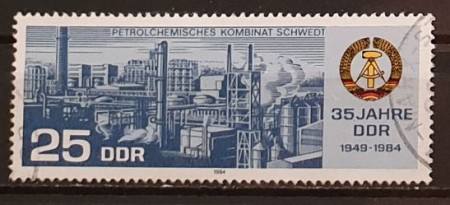 PETROLCHEMISCHES KOMBINAT SCHWEDT
25 DDR
35 JAHRE
DDR
1949-1984
1984